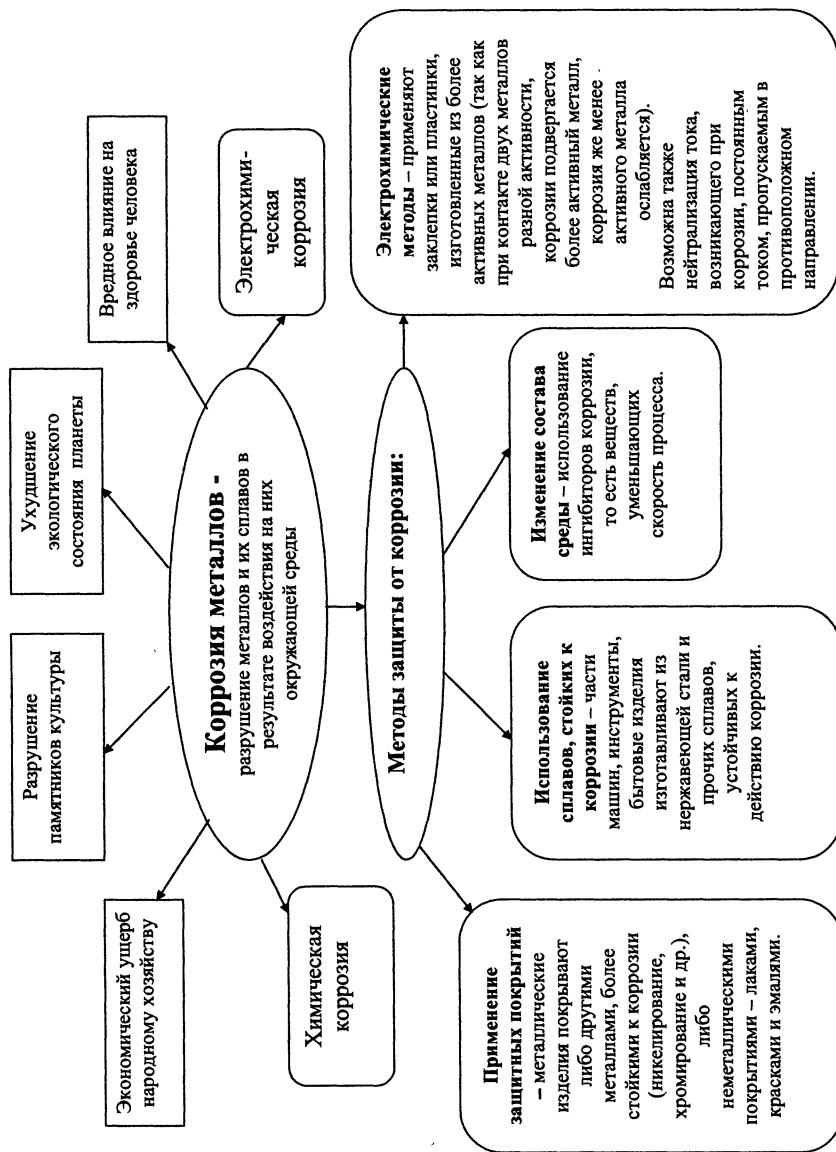 Экономический ущерб
народному хозяйству
Разрушение
памятников культуры
Ухудшение
экологического
состояния планеты
Вредное влияние на
здоровье человека
Коррозия металлов -
разрушение металлов и их сплавов в
результате воздействия на них
окружающей среды
Химическая
коррозия
Электрохими-
ческая
коррозия
Методы защиты от коррозии:
Применение
защитных покрытий
– металлические
изделия покрывают
либо другими
металлами, более
стойкими к коррозии
(никелирование,
хромирование и др.),
либо
неметаллическими
покрытиями – лаками,
красками и эмалями.
Использование
сплавов, стойких к
коррозии – части
машин, инструменты,
бытовые изделия
изготавливают из
нержавеющей стали и
прочих сплавов,
устойчивых к
действию коррозии.
Изменение состава
среды – использование
ингибиторов коррозии,
то есть веществ,
уменьшающих
скорость процесса.
Электрохимические
методы – применяют
заклепки или пластинки,
изготовленные из более
активных металлов (так как
при контакте двух металлов
разной активности,
коррозии подвергается
более активный металл,
коррозия же менее
активного металла
ослабляется).
Возможна также
нейтрализация тока,
возникающего при
коррозии, постоянным
током, пропускаемым в
противоположном
направлении.